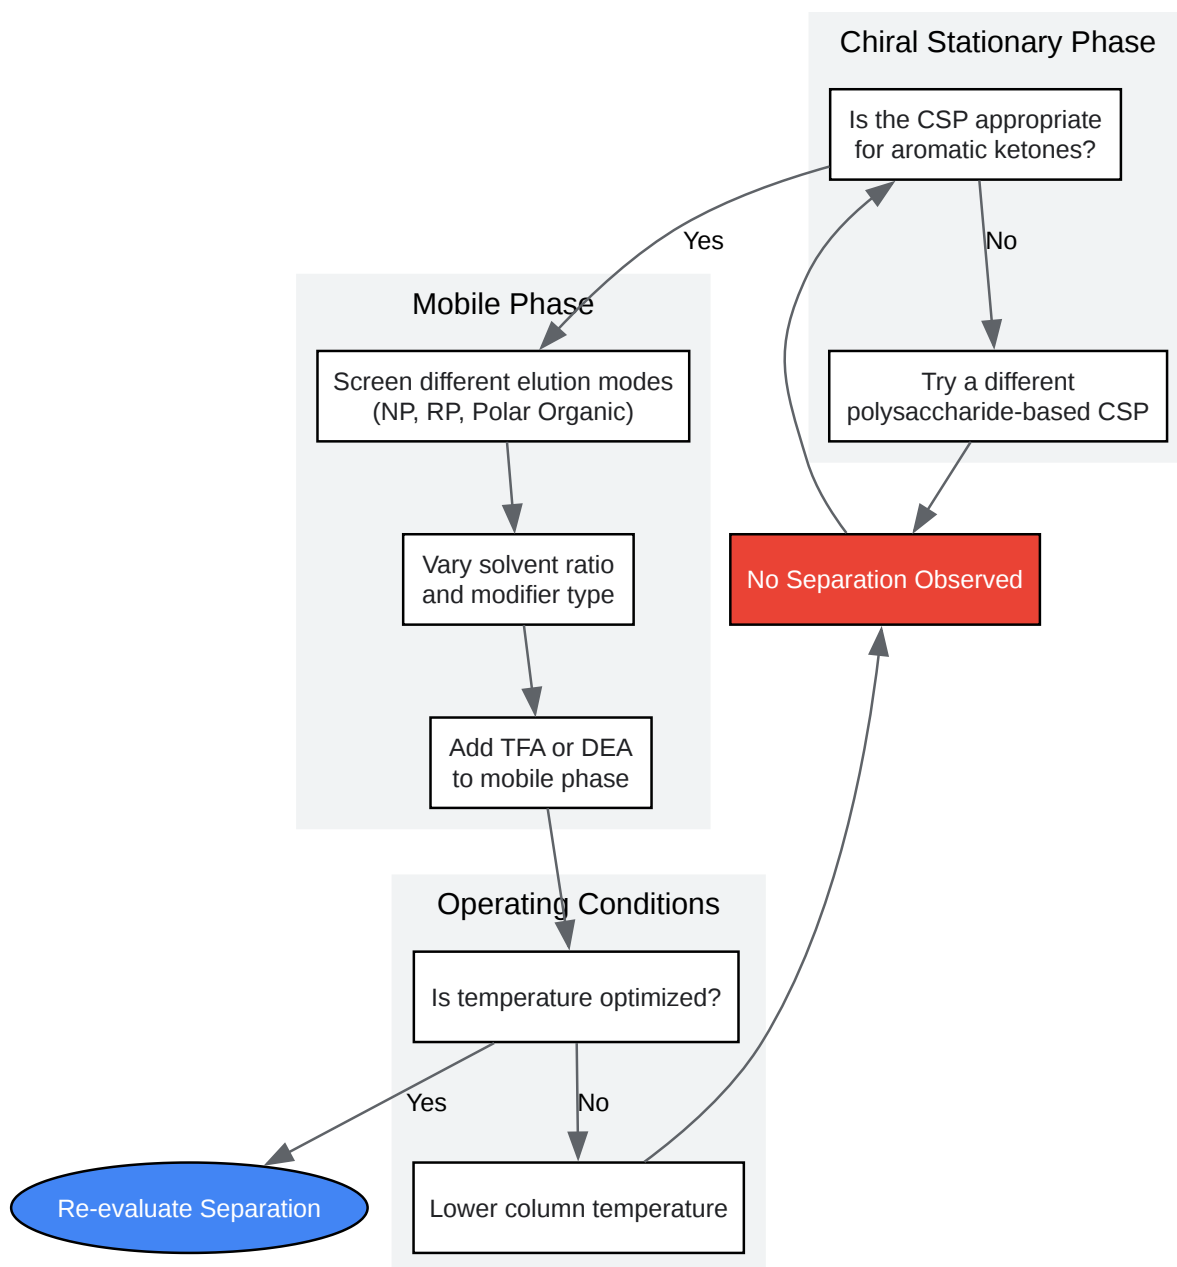 Chiral Stationary Phase
Is the CSP appropriate
for aromatic ketones?
Yes
No
Mobile Phase
Screen different elution modes
(NP, RP, Polar Organic)
Try a different
polysaccharide-based CSP
Vary solvent ratio
and modifier type
No Separation Observed
Add TFA or DEA
to mobile phase
Operating Conditions
Is temperature optimized?
Yes
No
Re-evaluate Separation
Lower column temperature